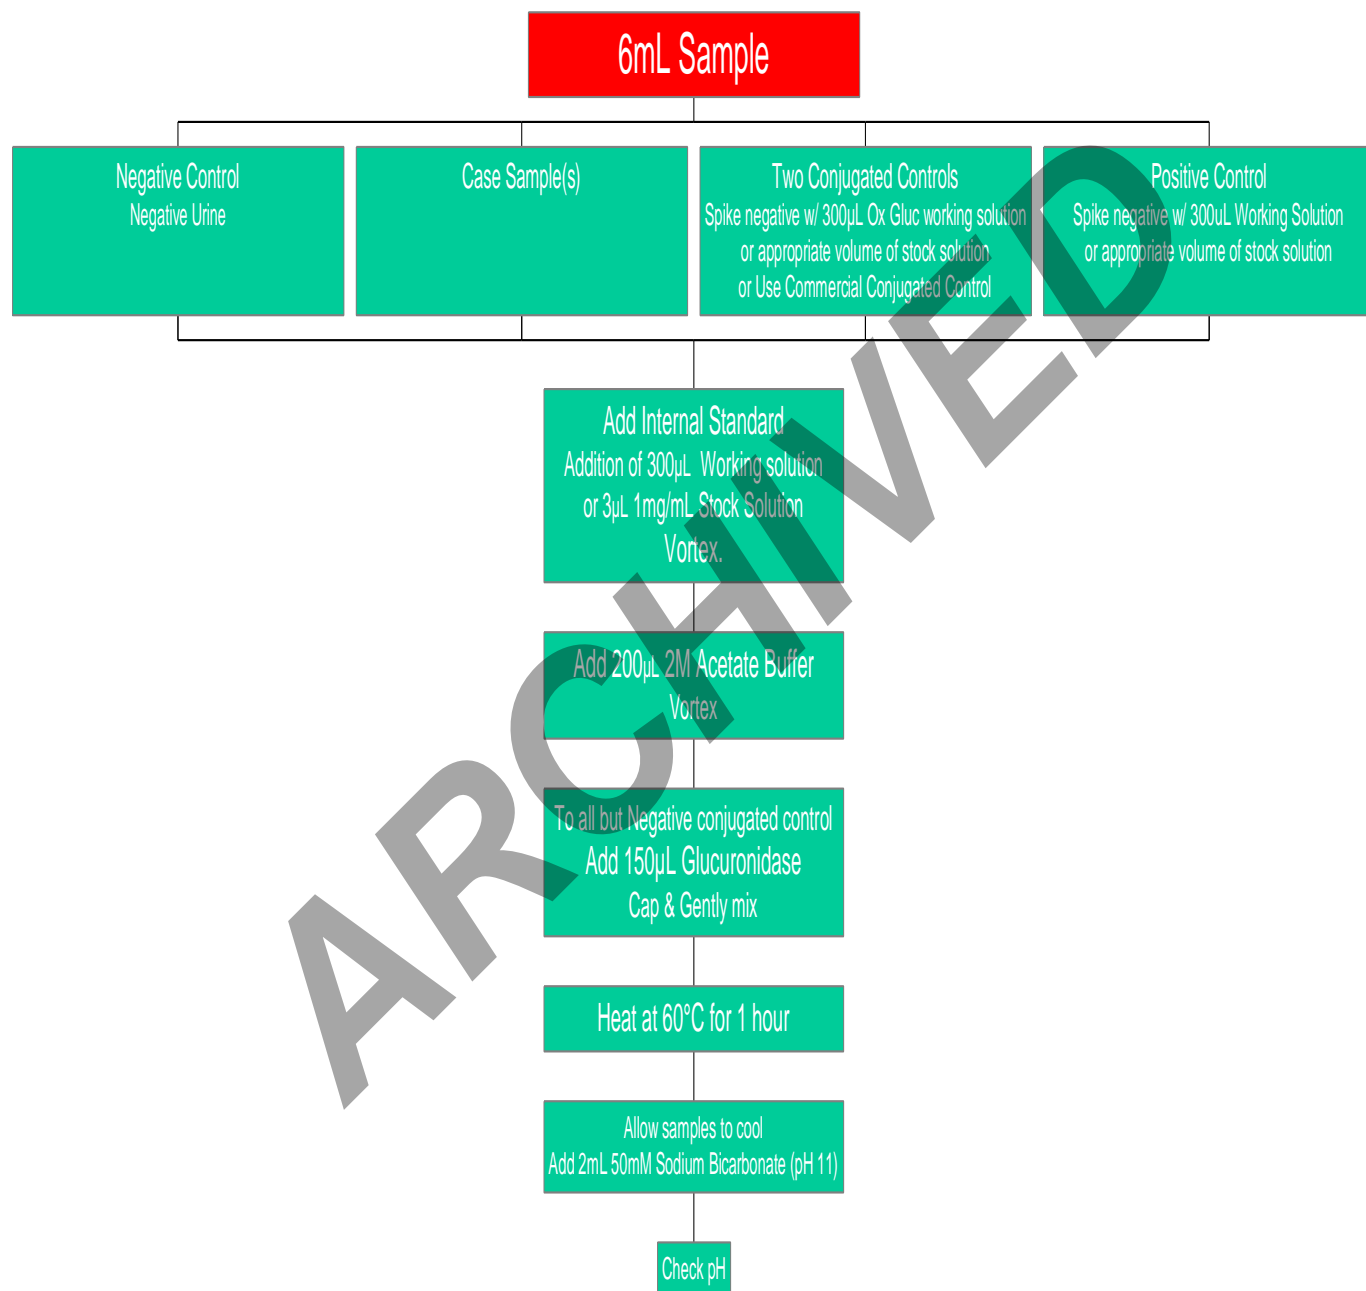 6mL Sample
Negative Control
Negative Urine
Case Sample(s)
Two Conjugated Controls
Spike negative w/ 300µL Ox Gluc working solution
or appropriate volume of stock solution
or Use Commercial Conjugated Control
Positive Control
Spike negative w/ 300uL Working Solution
or appropriate volume of stock solution
Add Internal Standard
Addition of 300µL Working solution
or 3µL 1mg/mL Stock Solution
Vortex.
Add 200µL 2M Acetate Buffer
Vortex
To all but Negative conjugated control
Add 150µL Glucuronidase
Cap & Gently mix
Heat at 60°C for 1 hour
Allow samples to cool
Add 2mL 50mM Sodium Bicarbonate (pH 11)
Check pH
ARCHIVED